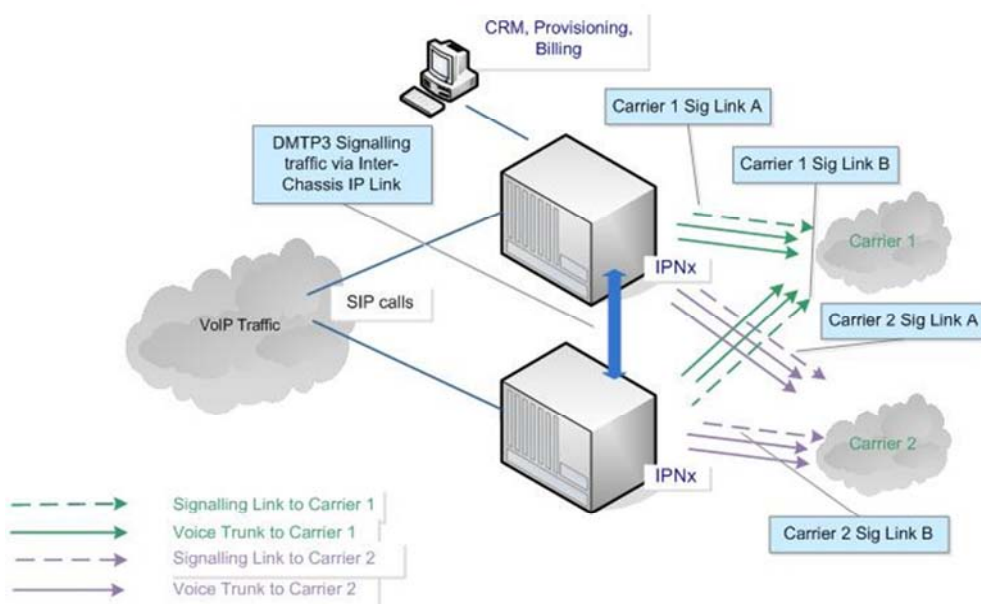 CRM, Provisioning,
Billing
Carrier 1 Sig Link A
DMTP3 Signalling
traffic via Inter-
Chassis IP Link
Carrier 1 Sig Link B
Carrier 1
IPNx
SIP calls
VoIP Traffic
Carrier 2 Sig Link A
Carrier 2
IPNx
Signalling Link to Carrier 1
Voice Trunk to Carrier 1
Signalling Link to Carrier 2
Voice Trunk to Carrier 2
Carrier 2 Sig Link B